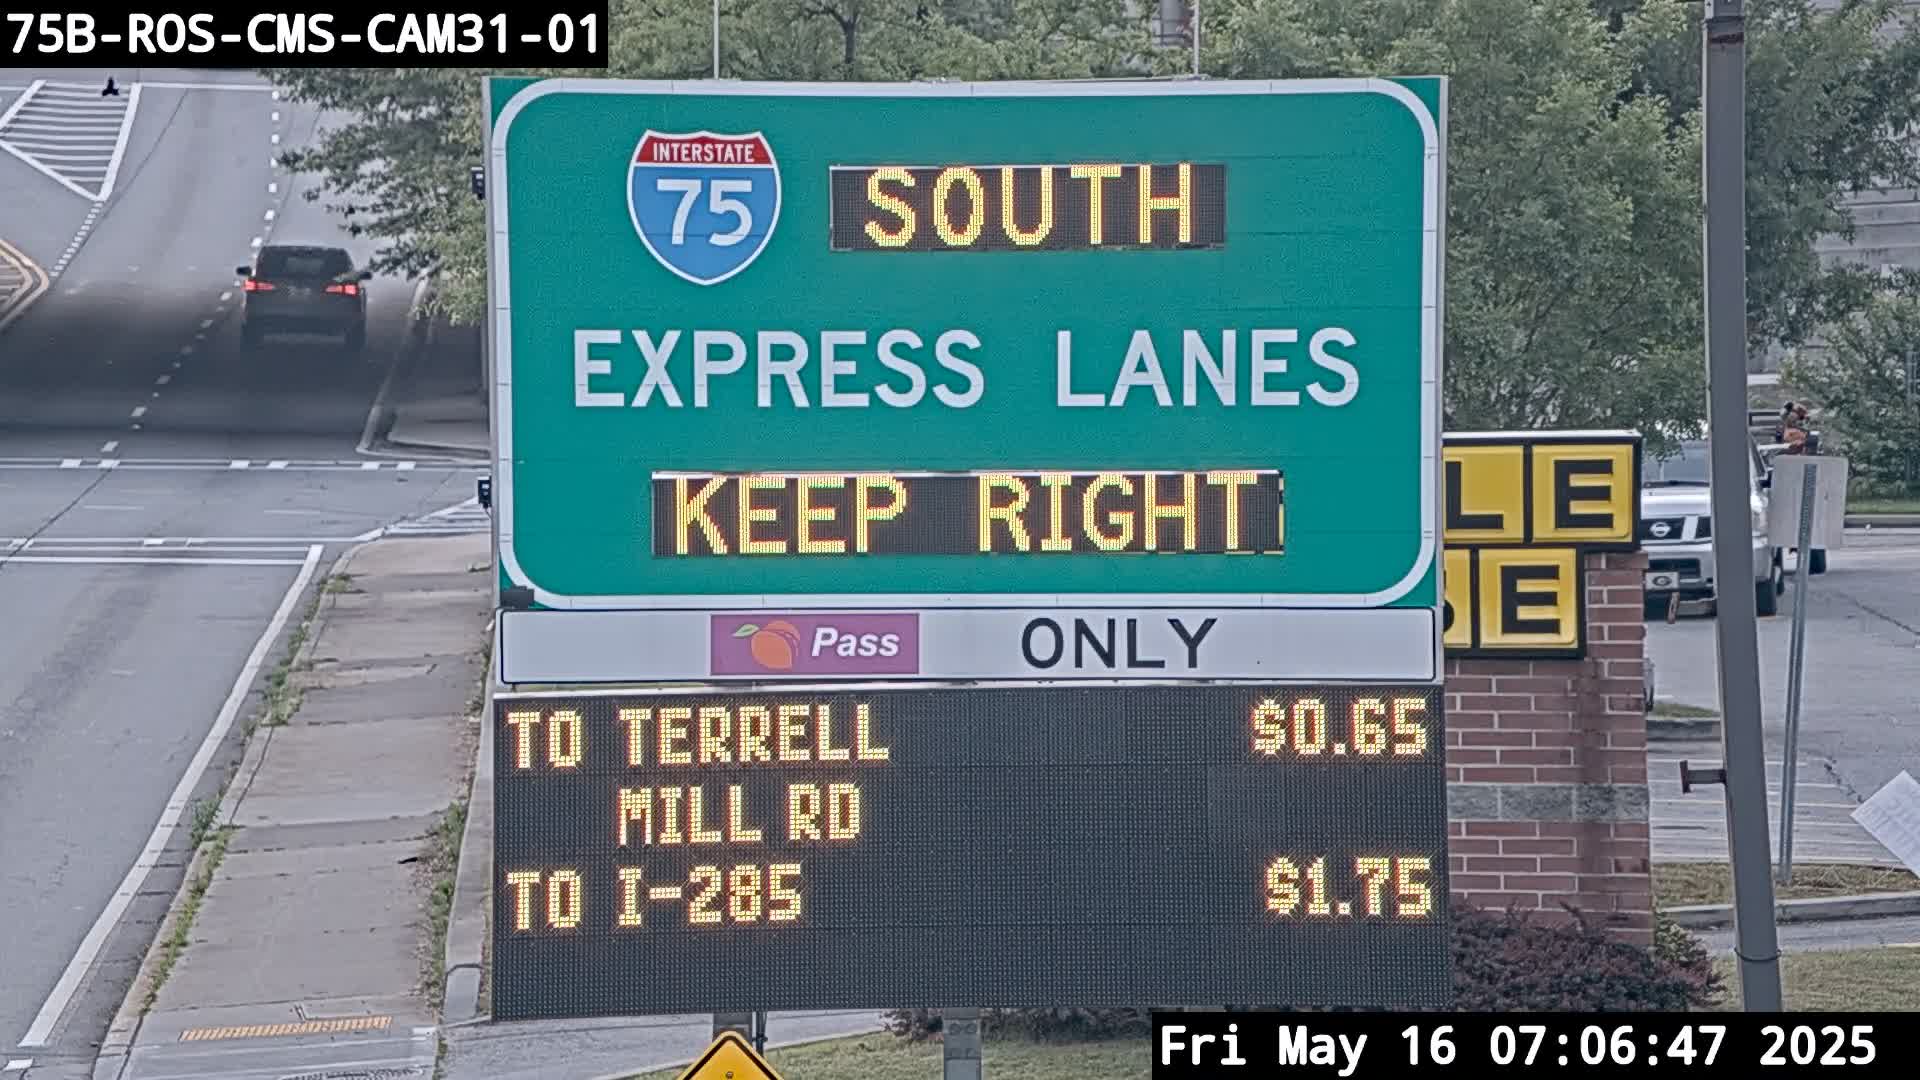 75B-ROS-CMS-CAM31-01
INTERSTATE
75
SOUTH
EXPRESS LANES
KEEP RIGHT
Pass ONLY
TO TERRELL $0.65
MILL RD
TO I-285 $1.75
LE
E
Fri May 16 07:06:47 2025